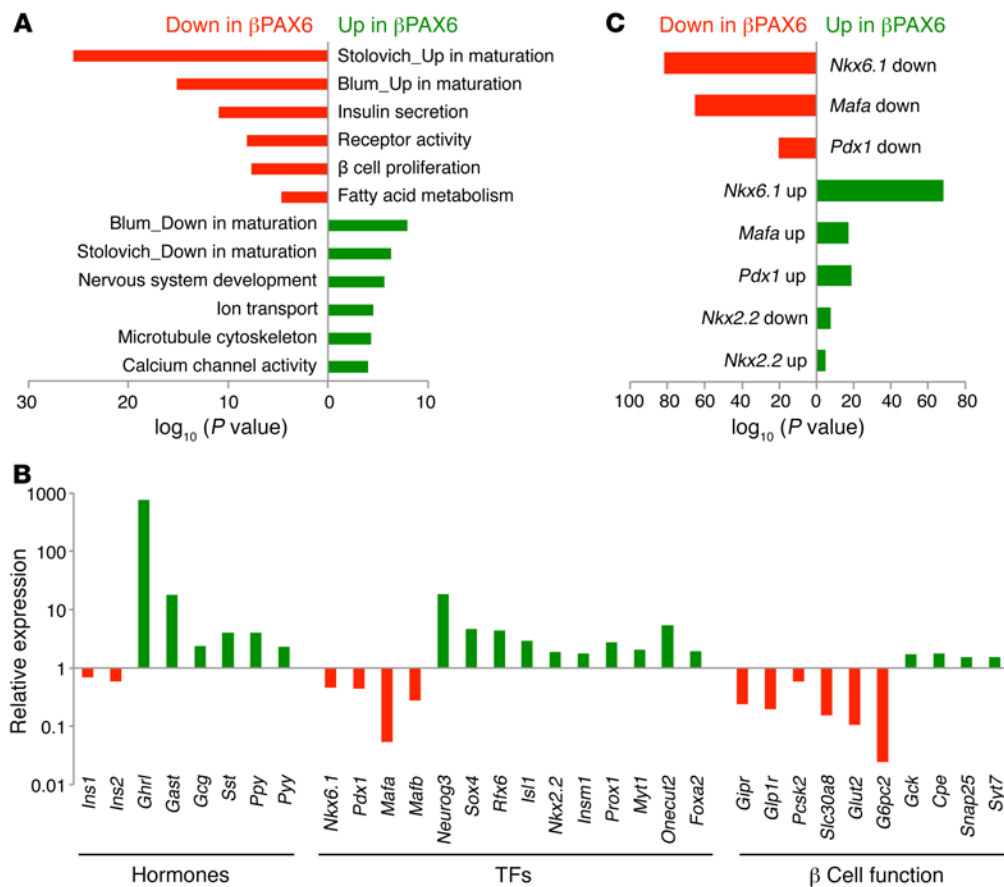 A
Down in βPAX6 Up in βPAX6
Stolovich_Up in maturation
Blum_Up in maturation
Insulin secretion
Receptor activity
β cell proliferation
Fatty acid metabolism
Blum_Down in maturation
Stolovich_Down in maturation
Nervous system development
Ion transport
Microtubule cytoskeleton
Calcium channel activity
30 20 10 0 10
log10 (P value)
C
Down in βPAX6 Up in βPAX6
Nkx6.1 down
Mafa down
Pdx1 down
Nkx6.1 up
Mafa up
Pdx1 up
Nkx2.2 down
Nkx2.2 up
100 80 60 40 20 0 20 40 60 80
log10 (P value)
B
Relative expression
1000
100
10
1
0.1
0.01
Ins1 Ins2 Ghrl Gast Gcg Sst Ppy Pyy Nkx6.1 Pdx1 Mafa Mafb Neurog3 Sox4 Rfx6 Isl1 Nkx2.2 Insm1 Prox1 Myt1 Onecut2 Foxa2 Gipr Glp1r Pcsk2 Slc30a8 Glut2 G6pc2 Gck Cpe Snap25 Syt7
Hormones TFs β Cell function